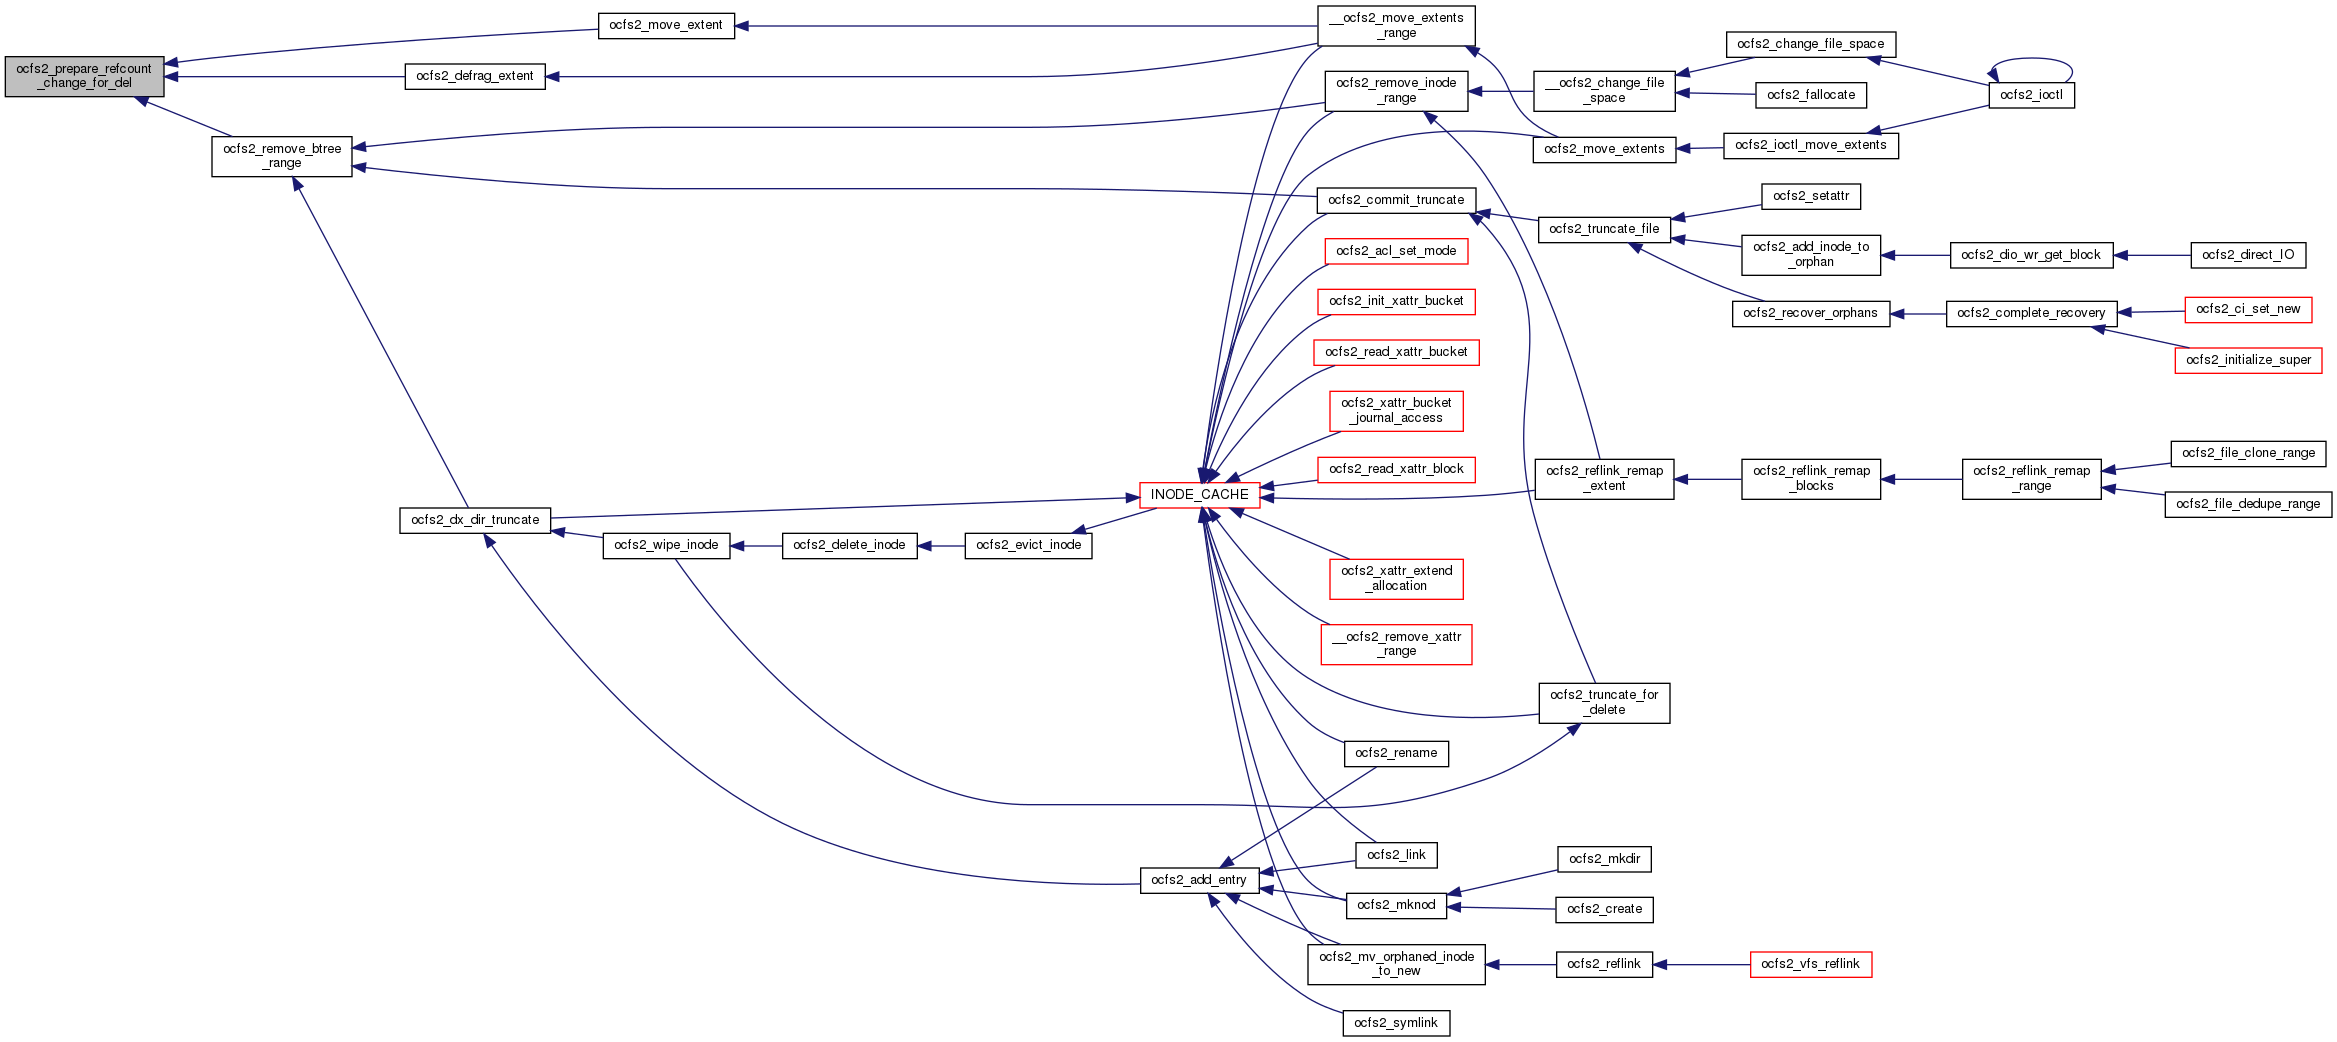 ocfs2_prepare_refcount
_change_for_del
ocfs2_move_extent
ocfs2_defrag_extent
ocfs2_remove_btree
_range
ocfs2_dx_dir_truncate
ocfs2_wipe_inode
ocfs2_delete_inode
ocfs2_evict_inode
INODE_CACHE
ocfs2_add_entry
__ocfs2_move_extents
_range
ocfs2_remove_inode
_range
ocfs2_commit_truncate
ocfs2_acl_set_mode
ocfs2_init_xattr_bucket
ocfs2_read_xattr_bucket
ocfs2_xattr_bucket
_journal_access
ocfs2_read_xattr_block
ocfs2_xattr_extend
_allocation
__ocfs2_remove_xattr
_range
ocfs2_rename
ocfs2_link
ocfs2_mknod
ocfs2_mv_orphaned_inode
_to_new
ocfs2_symlink
__ocfs2_change_file
_space
ocfs2_move_extents
ocfs2_truncate_file
ocfs2_reflink_remap
_extent
ocfs2_truncate_for
_delete
ocfs2_mkdir
ocfs2_create
ocfs2_reflink
ocfs2_change_file_space
ocfs2_fallocate
ocfs2_ioctl_move_extents
ocfs2_setattr
ocfs2_add_inode_to
_orphan
ocfs2_recover_orphans
ocfs2_reflink_remap
_blocks
ocfs2_vfs_reflink
ocfs2_ioctl
ocfs2_dio_wr_get_block
ocfs2_complete_recovery
ocfs2_reflink_remap
_range
ocfs2_direct_IO
ocfs2_ci_set_new
ocfs2_initialize_super
ocfs2_file_clone_range
ocfs2_file_dedupe_range